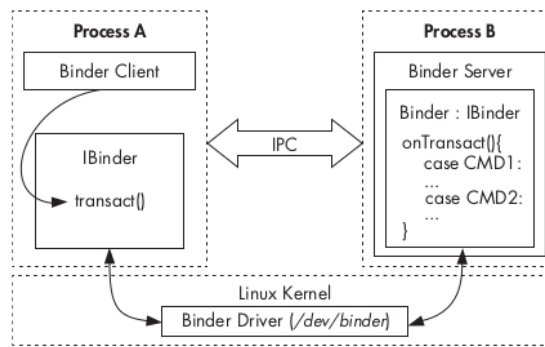 Process A
Binder Client
IBinder
transact()
IPC
Process B
Binder Server
Binder : IBinder
onTransact(){
case CMD1:
...
case CMD2:
...
}
Linux Kernel
Binder Driver (/dev/binder)